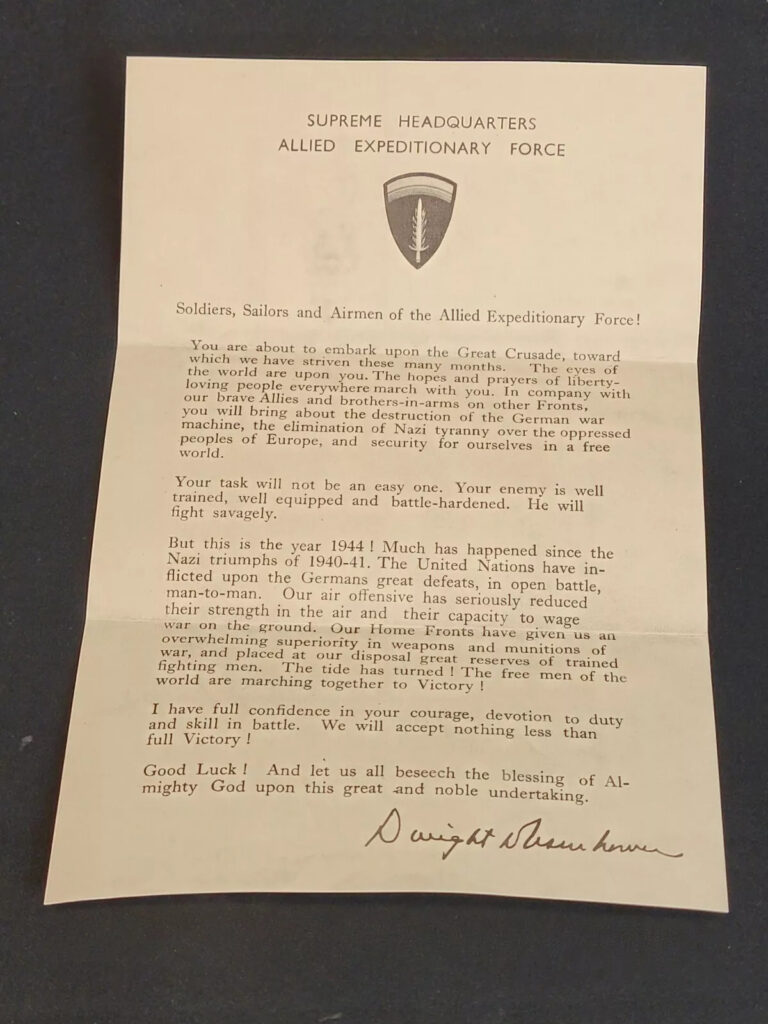 SUPREME HEADQUARTERS
ALLIED EXPEDITIONARY FORCE
Soldiers, Sailors and Airmen of the Allied Expeditionary Force !
You are about to embark upon the Great Crusade, toward
which we have striven these many months. The eyes of
the world are upon you. The hopes and prayers of liberty-
loving people everywhere march with you. In company with
our brave Allies and brothers-in-arms on other Fronts,
you will bring about the destruction of the German war
machine, the elimination of Nazi tyranny over the oppressed
peoples of Europe, and security for ourselves in a free
world.
Your task will not be an easy one. Your enemy is well
trained, well equipped and battle-hardened. He will
fight savagely.
But this is the year 1944 ! Much has happened since the
Nazi triumphs of 1940-41. The United Nations have in-
flicted upon the Germans great defeats, in open battle,
man-to-man. Our air offensive has seriously reduced
their strength in the air and their capacity to wage
war on the ground. Our Home Fronts have given us an
overwhelming superiority in weapons and munitions of
war, and placed at our disposal great reserves of trained
fighting men. The tide has turned ! The free men of the
world are marching together to Victory !
I have full confidence in your courage, devotion to duty
and skill in battle. We will accept nothing less than
full Victory !
Good Luck ! And let us all beseech the blessing of Al-
mighty God upon this great and noble undertaking.
Dwight D Eisenhower